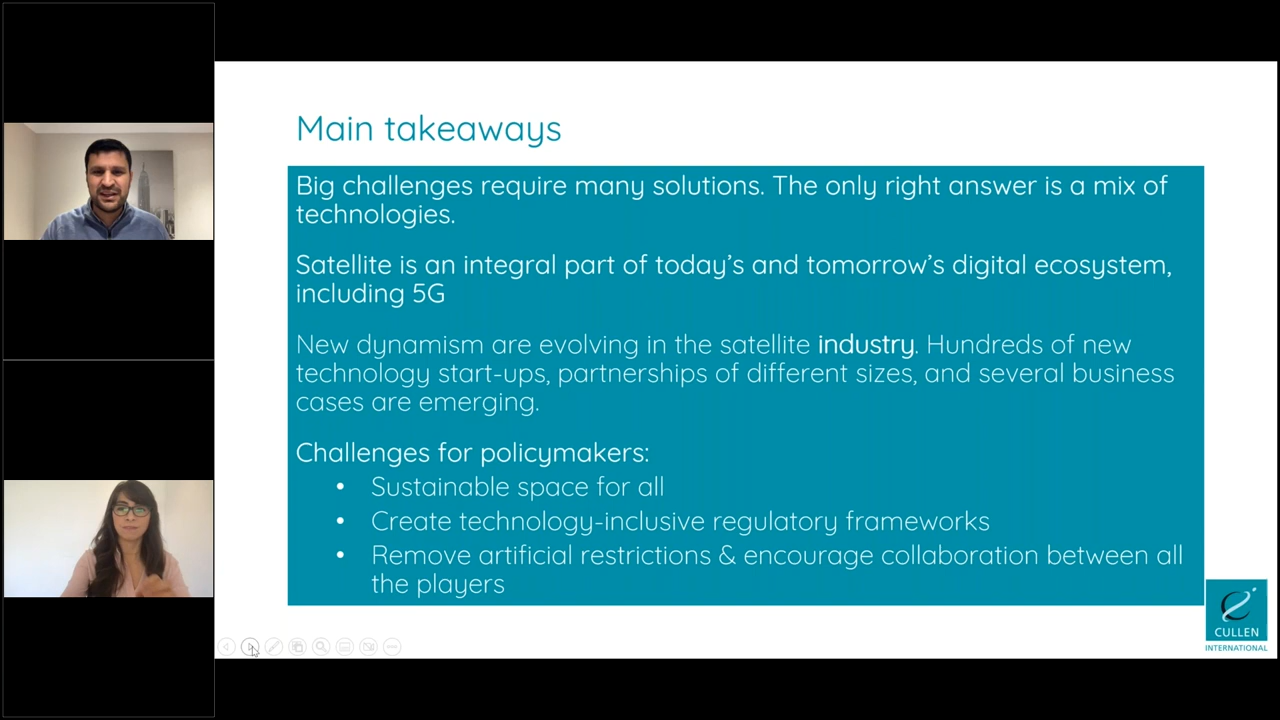 Main takeaways
Big challenges require many solutions. The only right answer is a mix of
technologies.
Satellite is an integral part of today's and tomorrow's digital ecosystem,
including 5G
New dynamism are evolving in the satellite industry. Hundreds of new
technology start-ups, partnerships of different sizes, and several business
cases are emerging.
Challenges for policymakers:
• Sustainable space for all
• Create technology-inclusive regulatory frameworks
• Remove artificial restrictions & encourage collaboration between all
the players
CULLEN
INTERNATIONAL